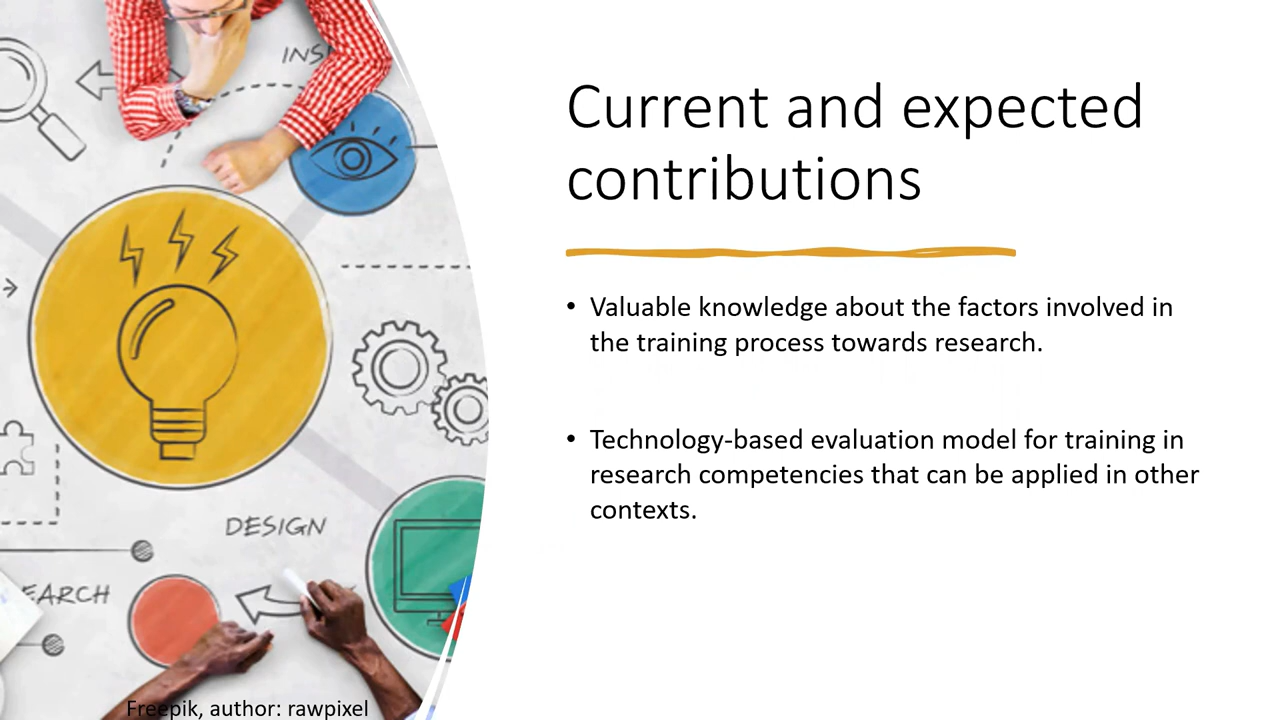 Current and expected
contributions
• Valuable knowledge about the factors involved in
the training process towards research.
• Technology-based evaluation model for training in
research competencies that can be applied in other
contexts.
INS
DESIGN
EARCH
Freepik, author: rawpixel